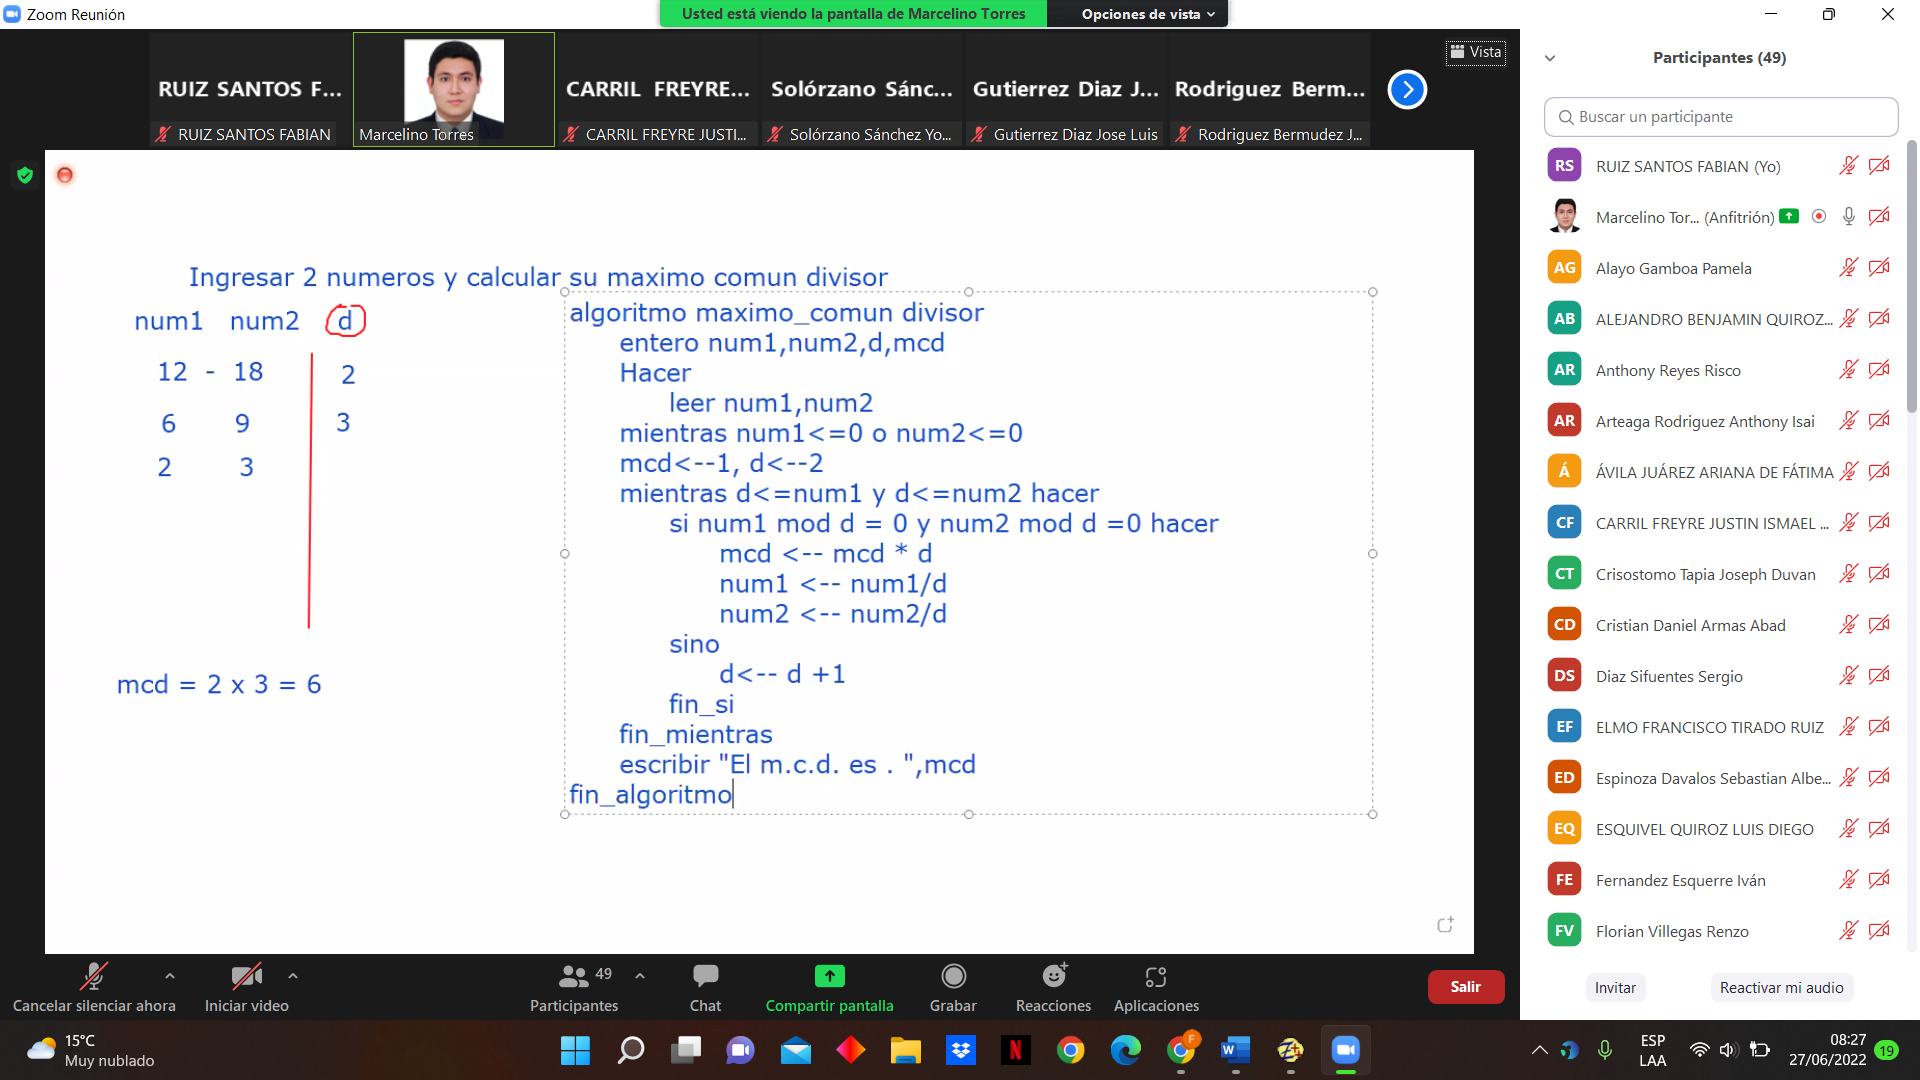 Zoom Reunión
Usted está viendo la pantalla de Marcelino Torres
Opciones de vista
Vista
RUIZ SANTOS F...
CARRIL FREYRE...
Solórzano Sánc...
Gutierrez Diaz J...
Rodriguez Berm...
RUIZ SANTOS FABIAN
Marcelino Torres
CARRIL FREYRE JUSTI...
Solórzano Sánchez Yo...
Gutierrez Diaz Jose Luis
Rodriguez Bermudez J...
Ingresar 2 numeros y calcular su maximo comun divisor
num1 num2 d
12 - 18 2
6 9 3
2 3
mcd = 2 x 3 = 6
algoritmo maximo_comun divisor
entero num1,num2,d,mcd
Hacer
leer num1,num2
mientras num1<=0 o num2<=0
mcd<--1, d<--2
mientras d<=num1 y d<=num2 hacer
si num1 mod d = 0 y num2 mod d =0 hacer
mcd <-- mcd * d
num1 <-- num1/d
num2 <-- num2/d
sino
d<-- d +1
fin_si
fin_mientras
escribir "El m.c.d. es . ",mcd
fin_algoritmo
Participantes (49)
Buscar un participante
RS RUIZ SANTOS FABIAN (Yo)
Marcelino Tor... (Anfitrión)
AG Alayo Gamboa Pamela
AB ALEJANDRO BENJAMIN QUIROZ...
AR Anthony Reyes Risco
AR Arteaga Rodriguez Anthony Isai
Á ÁVILA JUÁREZ ARIANA DE FÁTIMA
CF CARRIL FREYRE JUSTIN ISMAEL ...
CT Crisostomo Tapia Joseph Duvan
CD Cristian Daniel Armas Abad
DS Diaz Sifuentes Sergio
EF ELMO FRANCISCO TIRADO RUIZ
ED Espinoza Davalos Sebastian Albe...
EQ ESQUIVEL QUIROZ LUIS DIEGO
FE Fernandez Esquerre Iván
FV Florian Villegas Renzo
Invitar
Reactivar mi audio
Cancelar silenciar ahora
Iniciar video
49
Participantes
Chat
Compartir pantalla
Grabar
Reacciones
Aplicaciones
Salir
15°C
Muy nublado
N
F
W
ESP
LAA
08:27
27/06/2022
19